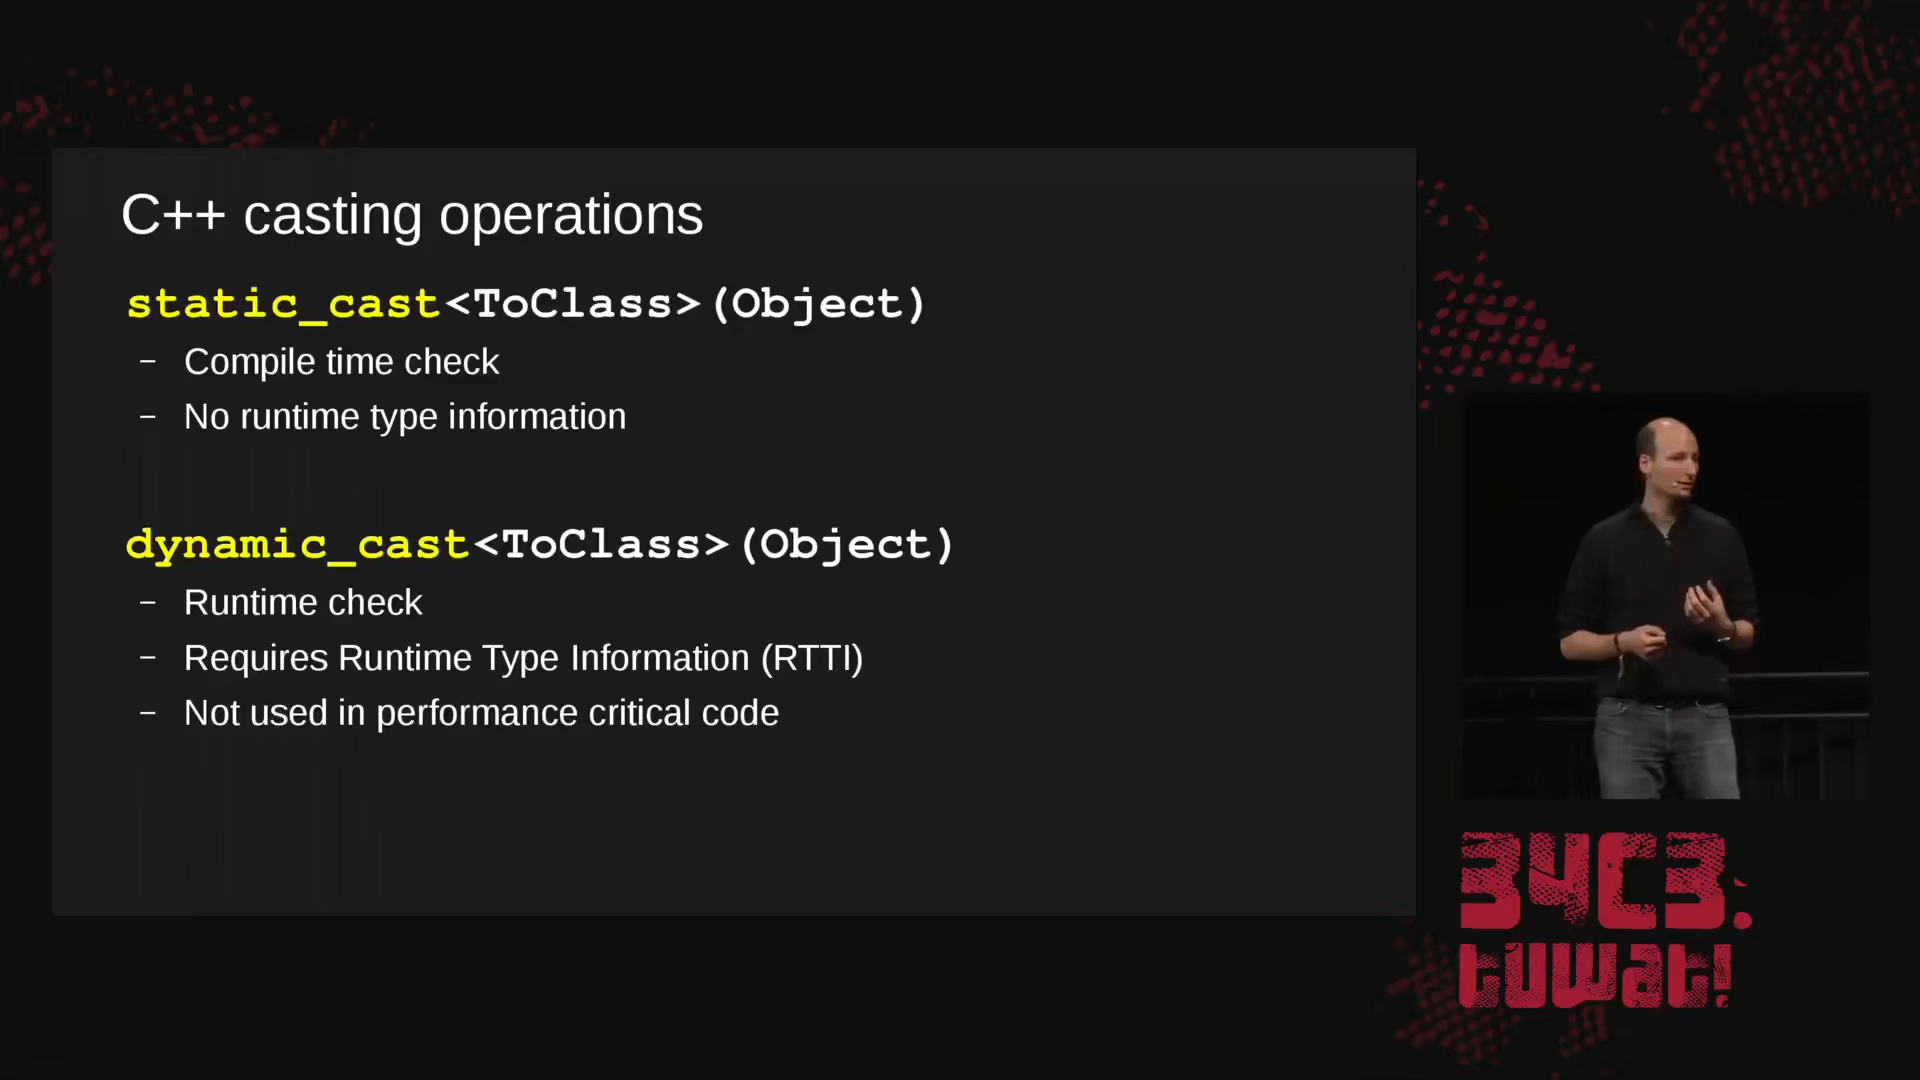 C++ casting operations
static_cast<ToClass>(Object)
– Compile time check
– No runtime type information
dynamic_cast<ToClass>(Object)
– Runtime check
– Requires Runtime Type Information (RTTI)
– Not used in performance critical code
34C3.
tuwat!